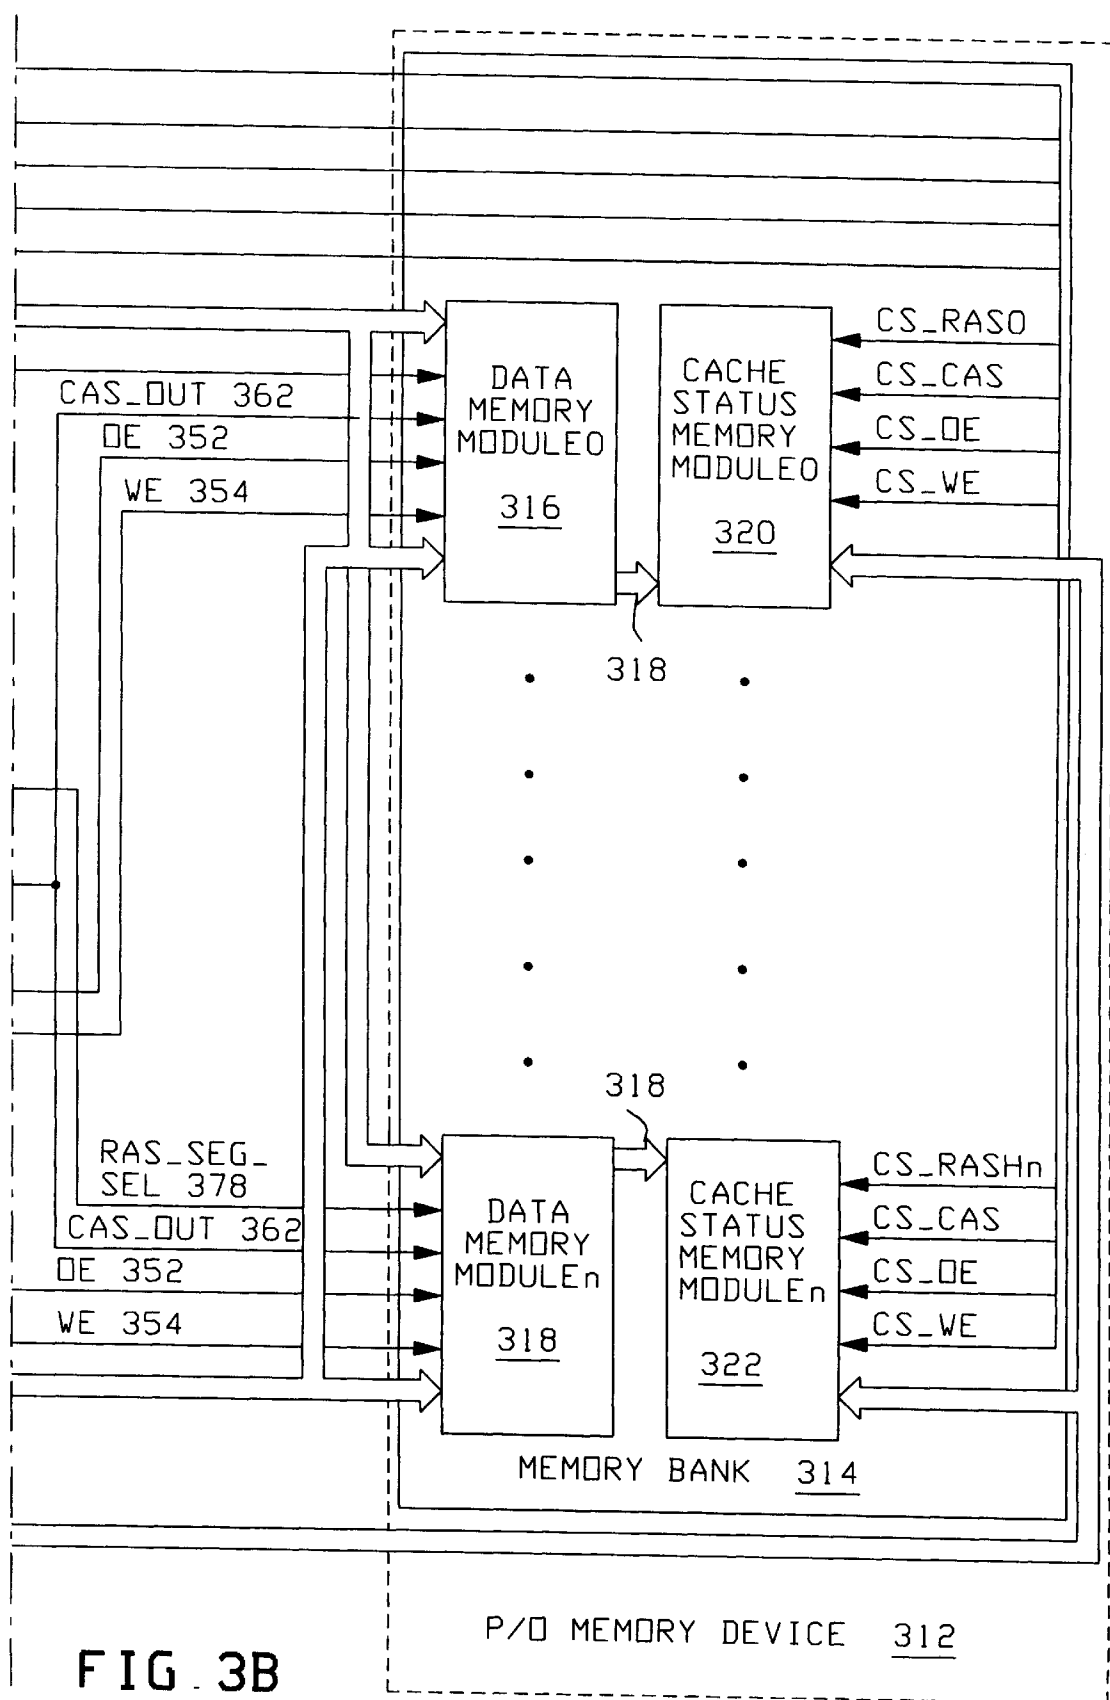 CS_RAS0
CAS_OUT 362
DATA
MEMORY
MODULE0
316
CACHE
STATUS
MEMORY
MODULE0
320
CS_CAS
OE 352
CS_OE
WE 354
CS_WE
318
318
RAS_SEG_
SEL 378
CAS_OUT 362
OE 352
WE 354
DATA
MEMORY
MODULEn
318
CACHE
STATUS
MEMORY
MODULEn
322
CS_RASHn
CS_CAS
CS_OE
CS_WE
MEMORY BANK 314
P/O MEMORY DEVICE 312
FIG. 3B